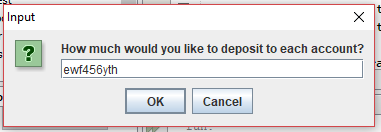 Input
How much would you like to deposit to each account?
ewf456yth
OK
Cancel